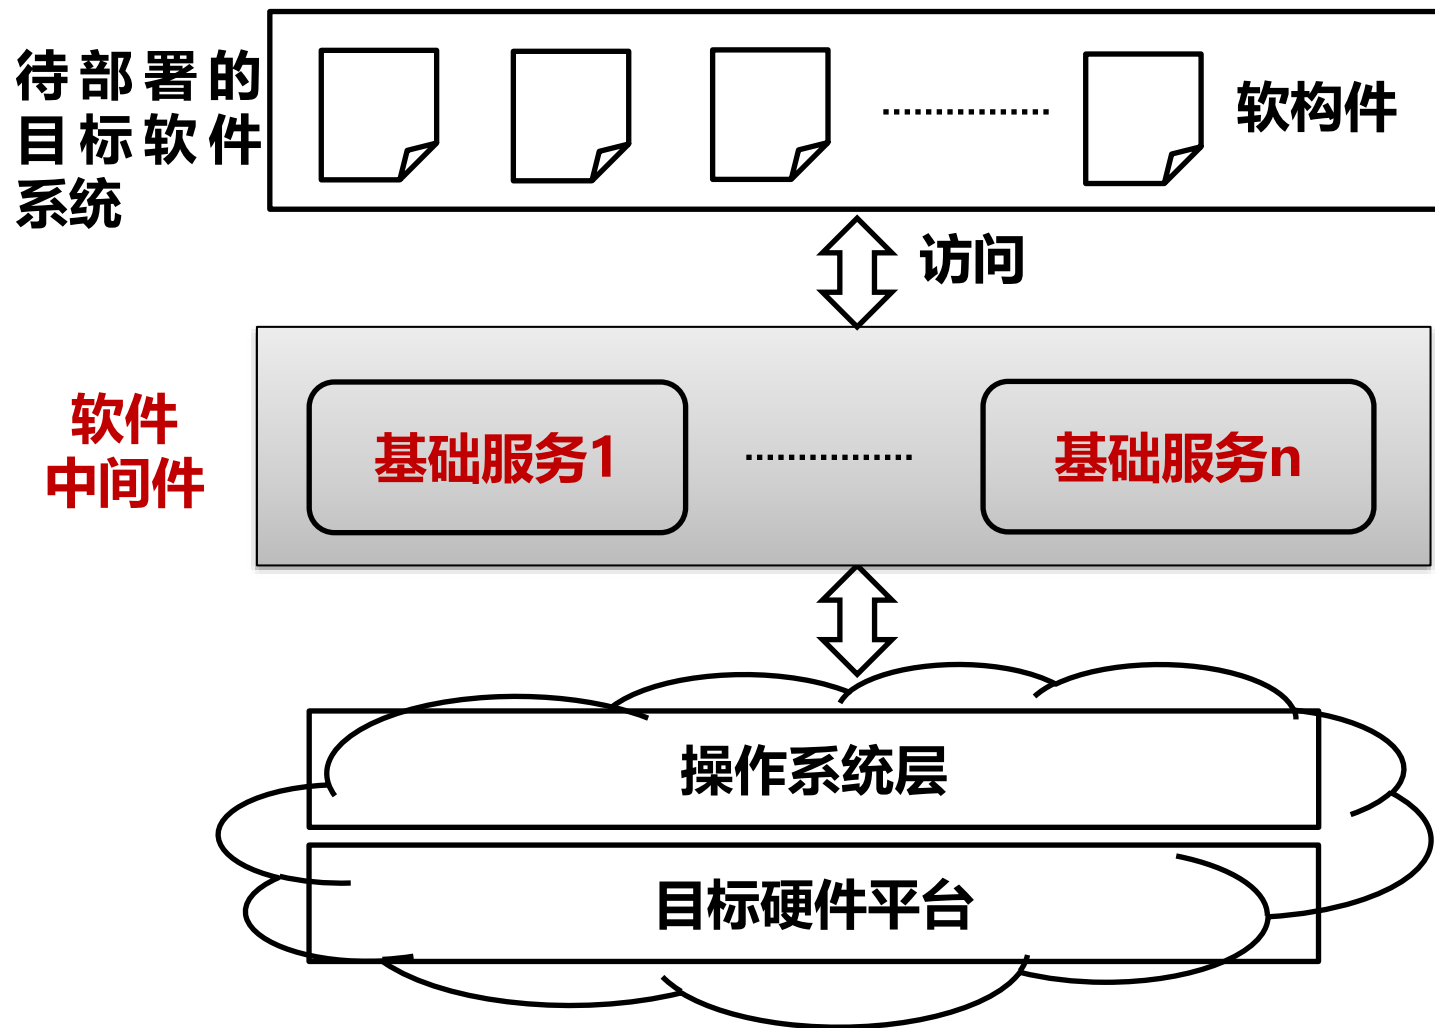 待部署的
目标软件
系统
软构件
访问
软件
中间件
基础服务1
基础服务n
操作系统层
目标硬件平台